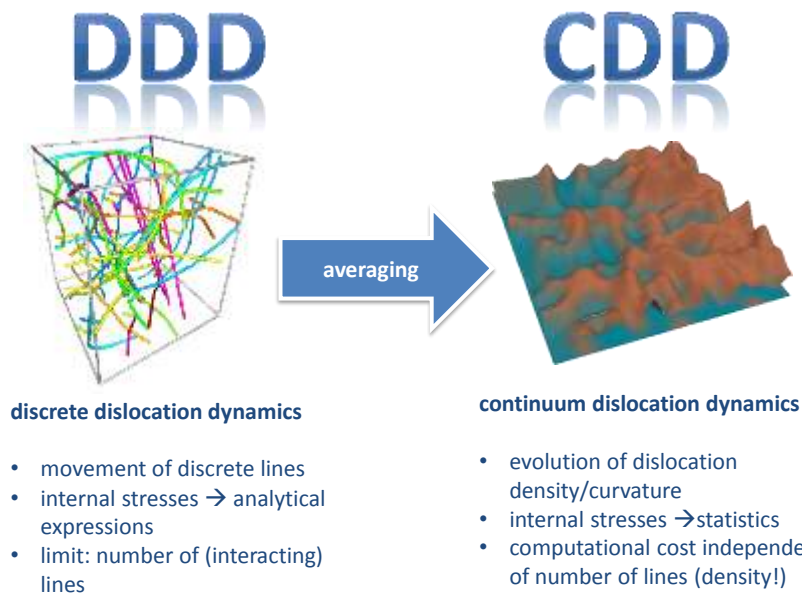 DDD
CDD
averaging
discrete dislocation dynamics
• movement of discrete lines
• internal stresses → analytical
expressions
• limit: number of (interacting)
lines
continuum dislocation dynamics
• evolution of dislocation
density/curvature
• internal stresses →statistics
• computational cost independe
of number of lines (density!)